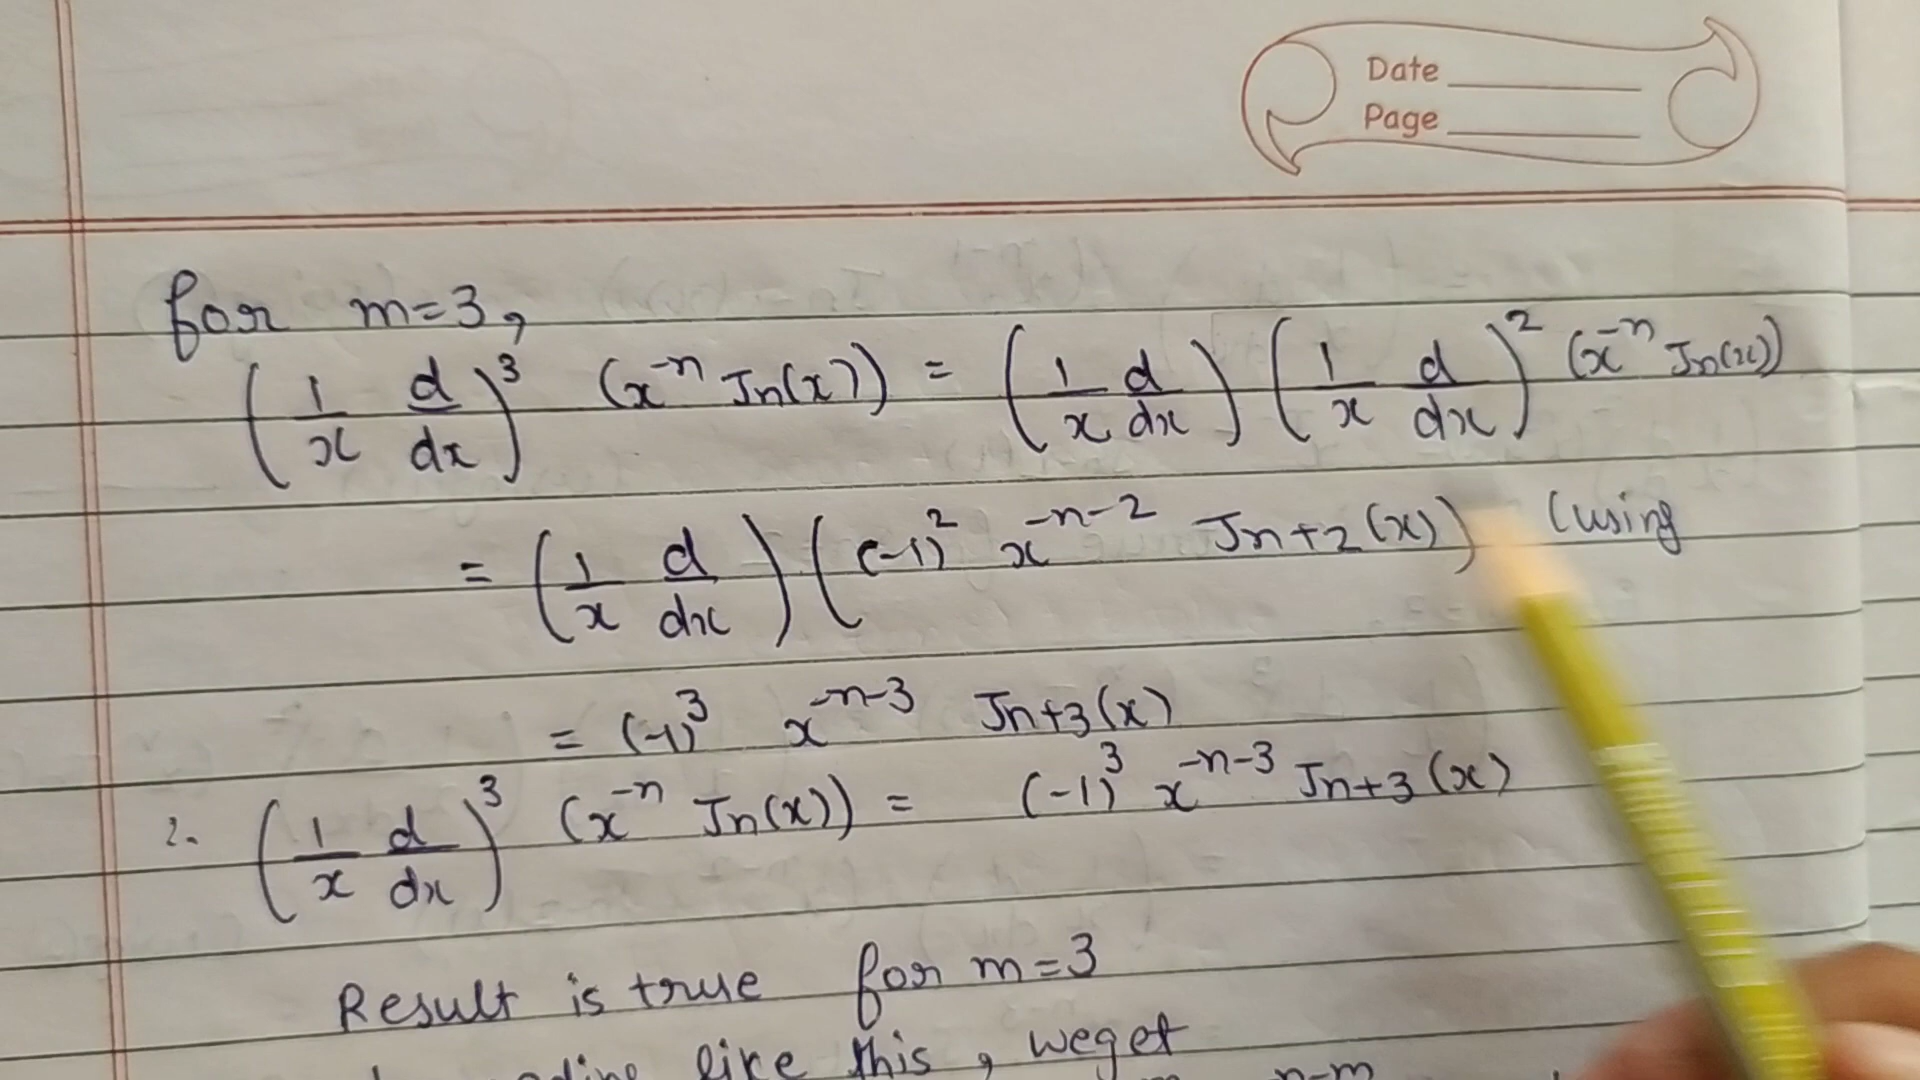 Date
Page
for m=3,
(1/x d/dx)³ (x⁻ⁿ Jn(x)) = (1/x d/dx) (1/x d/dx)² (x⁻ⁿ Jn(x))
= (1/x d/dx) ((-1)² x⁻ⁿ⁻² Jn+2(x)) (using
= (-1)³ x⁻ⁿ⁻³ Jn+3(x)
(1/x d/dx)³ (x⁻ⁿ Jn(x)) = (-1)³ x⁻ⁿ⁻³ Jn+3(x)
Result is true for m=3
like this, we get